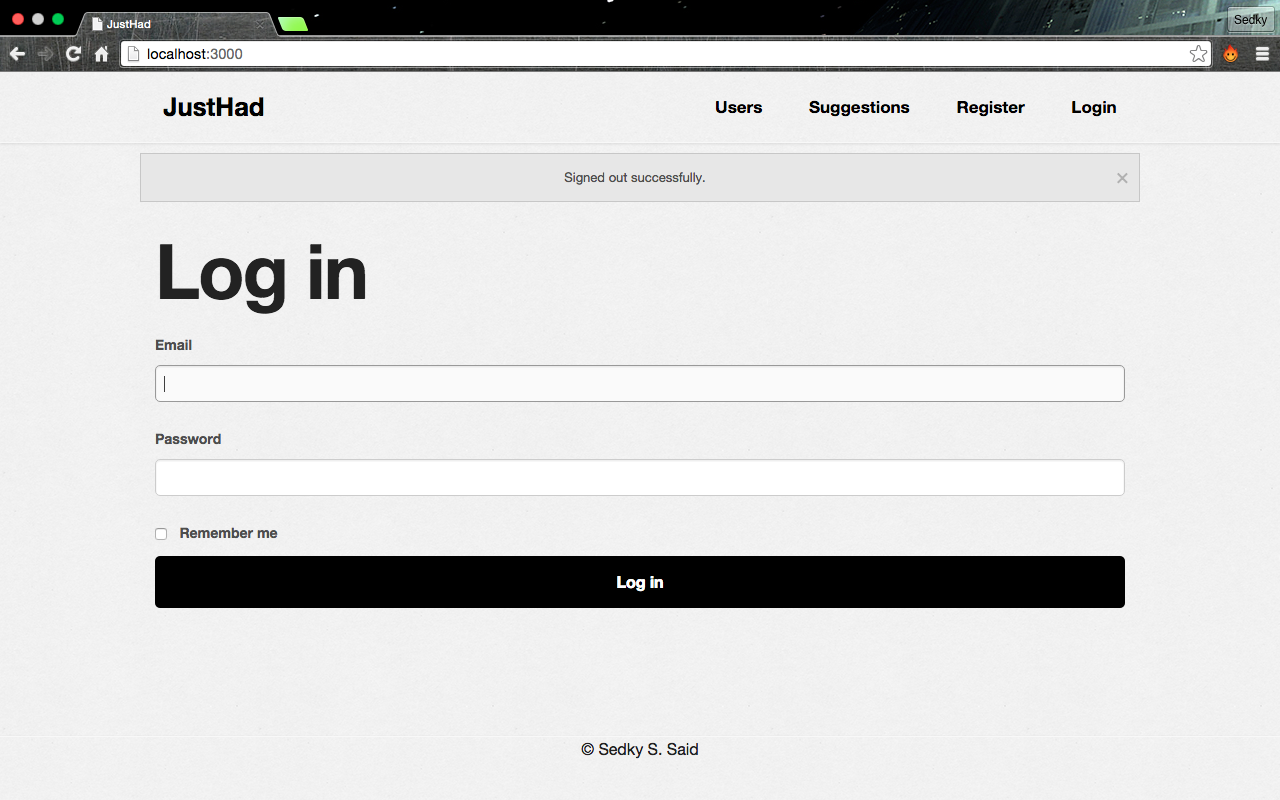 JustHad
Sedky
localhost:3000
JustHad
Users Suggestions Register Login
Signed out successfully.
×
Log in
Email
Password
Remember me
Log in
© Sedky S. Said